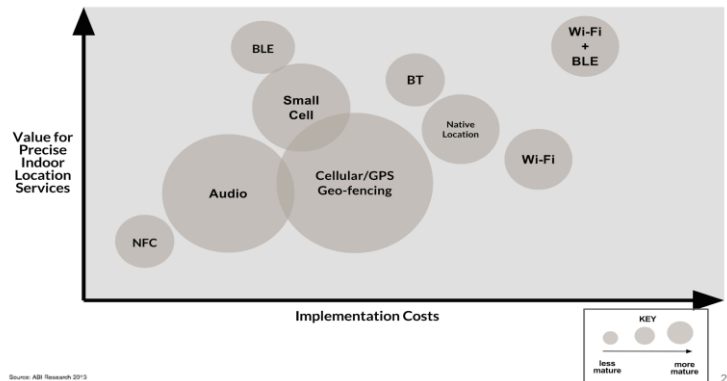 Value for
Precise
Indoor
Location
Services
BLE
Wi-Fi
+
BLE
Small
Cell
BT
Native
Location
Wi-Fi
Audio
Cellular/GPS
Geo-fencing
NFC
Implementation Costs
KEY
less
mature
more
mature
Source: ABI Research 2013
2